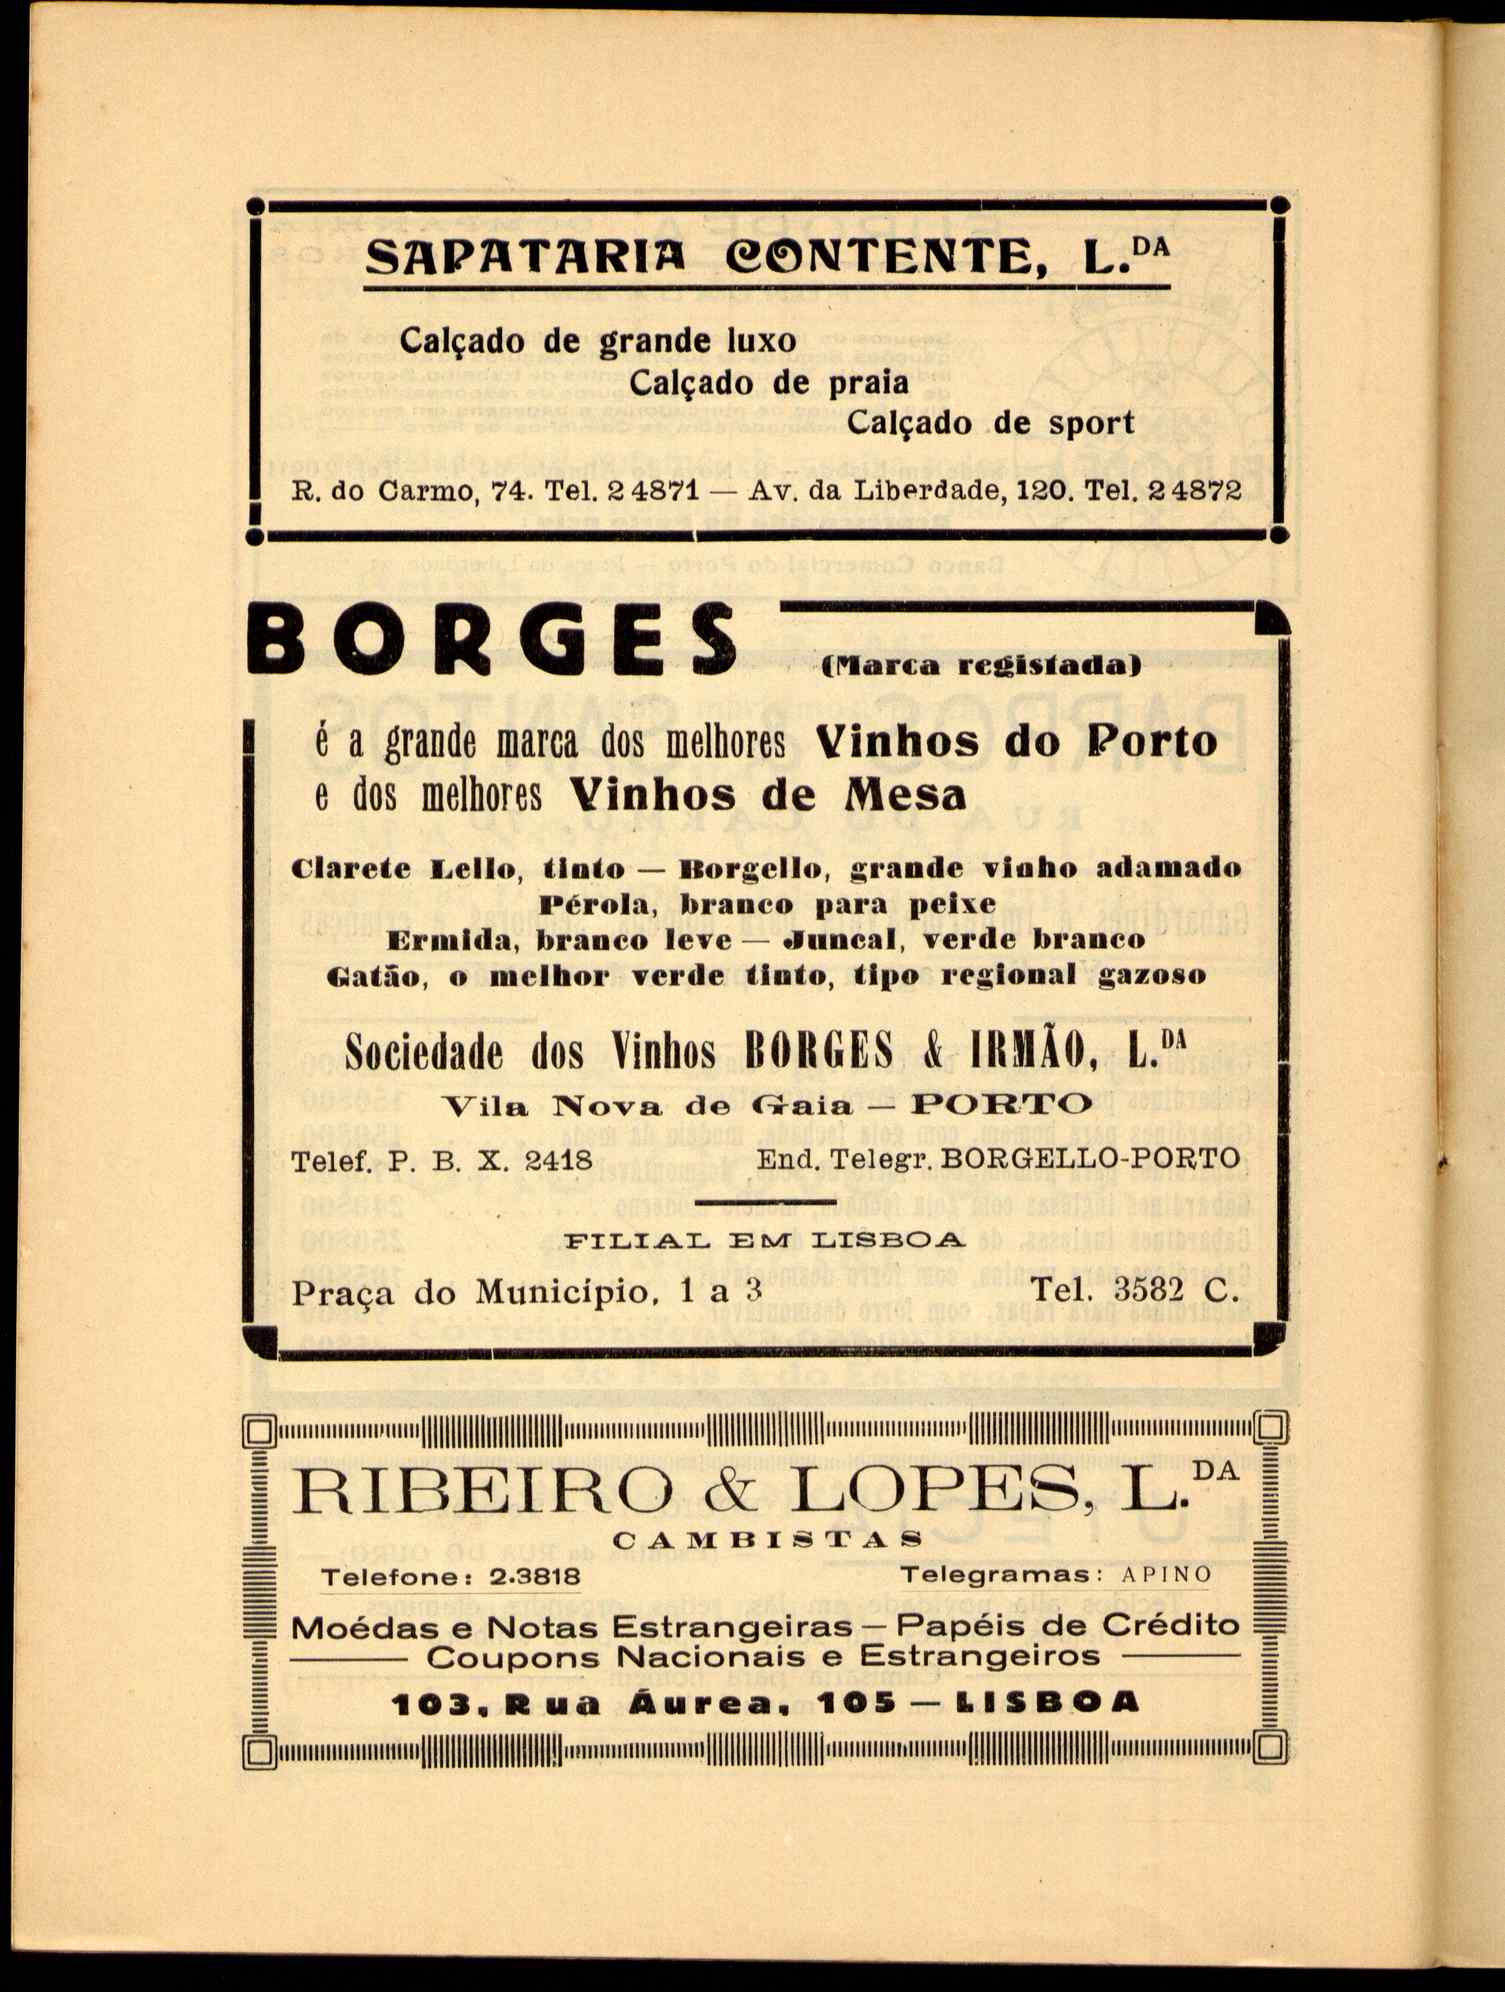 SAPATARIA CONTENTE, L.DA
Calçado de grande luxo
Calçado de praia
Calçado de sport
R. do Carmo, 74. Tel. 24871 — Av. da Liberdade, 120. Tel. 24872
BORGES
(Marca registada)
é a grande marca dos melhores Vinhos do Porto
e dos melhores Vinhos de Mesa
Clarete Lello, tinto — Borgello, grande vinho adamado
Pérola, branco para peixe
Ermida, branco leve — Juncal, verde branco
Gatão, o melhor verde tinto, tipo regional gazoso
Sociedade dos Vinhos BORGES & IRMÃO, L.DA
Vila Nova de Gaia — PORTO
Telef. P. B. X. 2418 End. Telegr. BORGELLO-PORTO
FILIAL EM LISBOA
Praça do Município, 1 a 3 Tel. 3582 C.
RIBEIRO & LOPES, L.DA
CAMBISTAS
Telefone: 2.3818 Telegramas: APINO
Moédas e Notas Estrangeiras — Papéis de Crédito
Coupons Nacionais e Estrangeiros
103, Rua Áurea, 105 — LISBOA